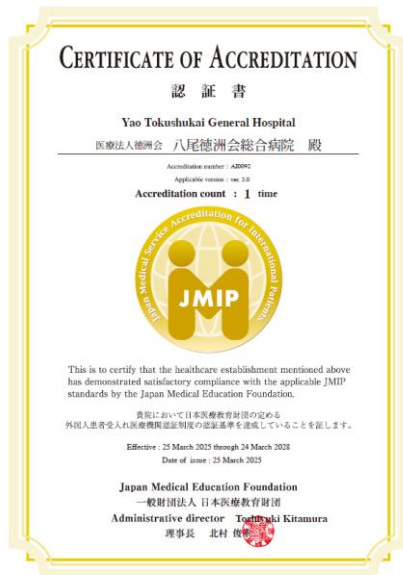 CERTIFICATE OF ACCREDITATION
認 証 書
Yao Tokushukai General Hospital
医療法人徳洲会 八尾徳洲会総合病院 殿
Accreditation number : AI0092
Applicable version : ver. 3.0
Accreditation count : 1 time
Japan Medical Service Accreditation for International Patients
JMIP
This is to certify that the healthcare establishment mentioned above
has demonstrated satisfactory compliance with the applicable JMIP
standards by the Japan Medical Education Foundation.
貴院において日本医療教育財団の定める
外国人患者受入れ医療機関認証制度の認証基準を達成していることを証します。
Effective : 25 March 2025 through 24 March 2028
Date of issue : 25 March 2025
Japan Medical Education Foundation
一般財団法人 日本医療教育財団
Administrative director Toshiyuki Kitamura
理事長 北村 俊